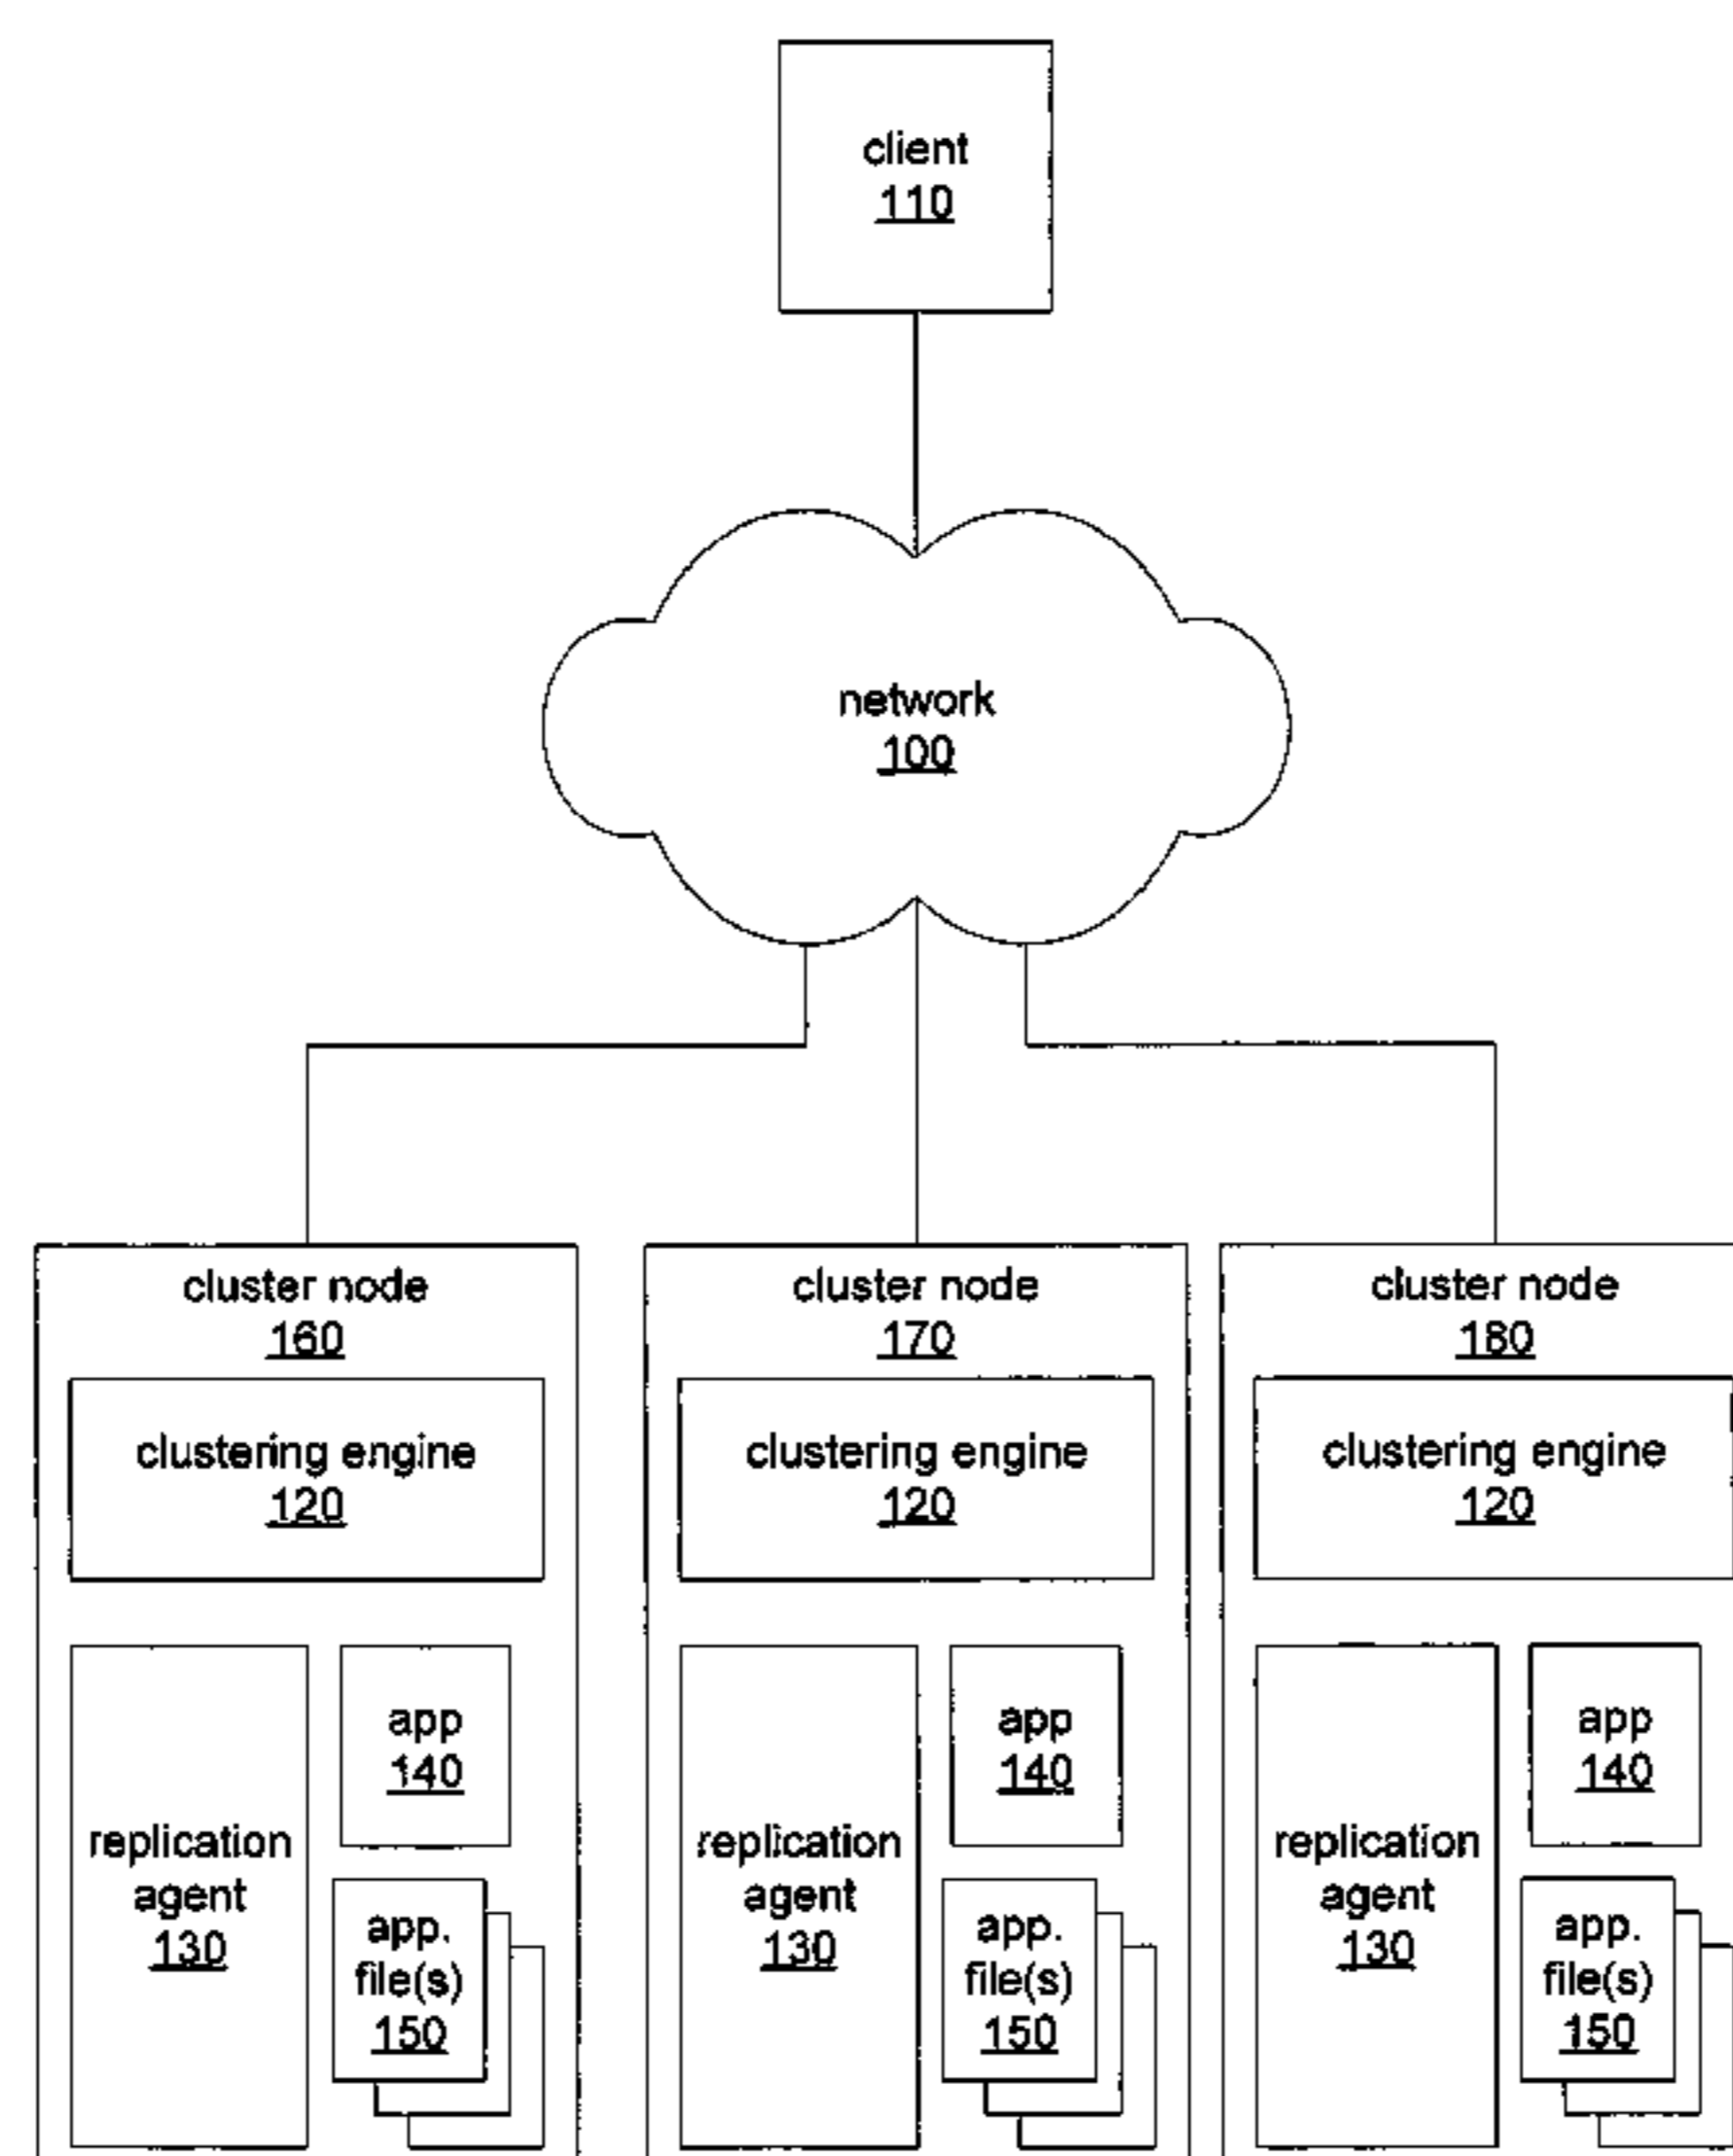 client
110
network
100
cluster node
160
clustering engine
120
replication
agent
130
app
140
app.
file(s)
150
cluster node
170
clustering engine
120
replication
agent
130
app
140
app.
file(s)
150
cluster node
180
clustering engine
120
replication
agent
130
app
140
app.
file(s)
150